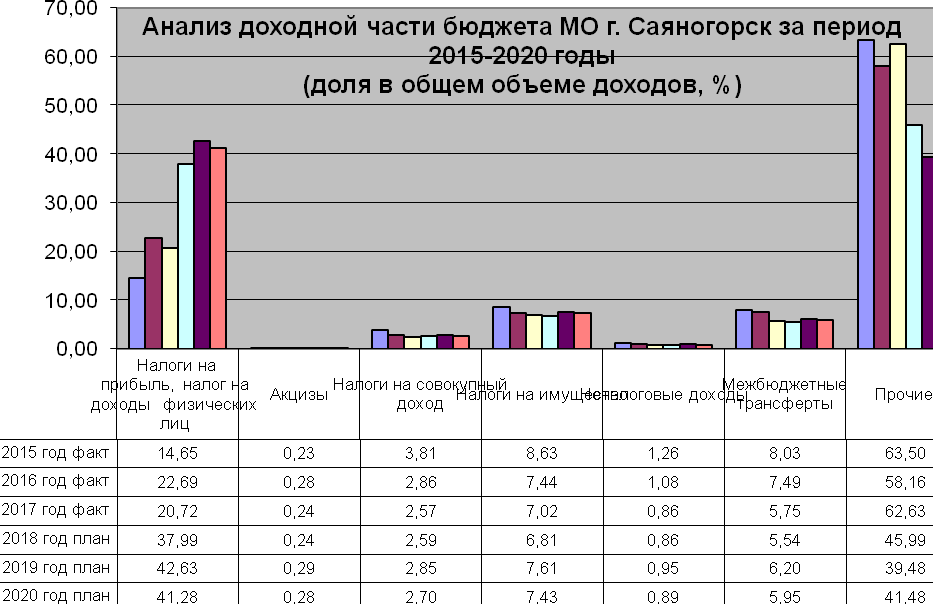 70,00
60,00
50,00
40,00
30,00
20,00
10,00
0,00
Анализ доходной части бюджета МО г. Саяногорск за период
2015-2020 годы
(доля в общем объеме доходов, %)
Налоги на
прибыль, налог на
доходы физических
лиц
Акцизы
Налоги на совокупный
доход
Налоги на имущество
Неналоговые доходы
Межбюджетные
трансферты
Прочие
2015 год факт 14,65 0,23 3,81 8,63 1,26 8,03 63,50
2016 год факт 22,69 0,28 2,86 7,44 1,08 7,49 58,16
2017 год факт 20,72 0,24 2,57 7,02 0,86 5,75 62,63
2018 год план 37,99 0,24 2,59 6,81 0,86 5,54 45,99
2019 год план 42,63 0,29 2,85 7,61 0,95 6,20 39,48
2020 год план 41,28 0,28 2,70 7,43 0,89 5,95 41,48